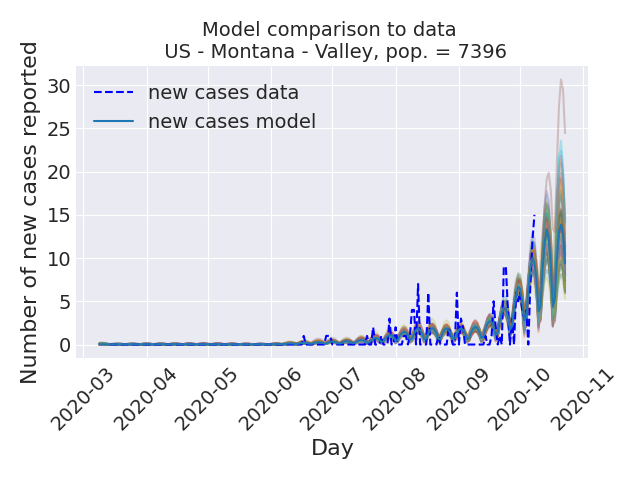 Model comparison to data
US - Montana - Valley, pop. = 7396
Number of new cases reported
30
25
20
15
10
5
0
new cases data
new cases model
2020-03
2020-04
2020-05
2020-06
2020-07
2020-08
2020-09
2020-10
2020-11
Day